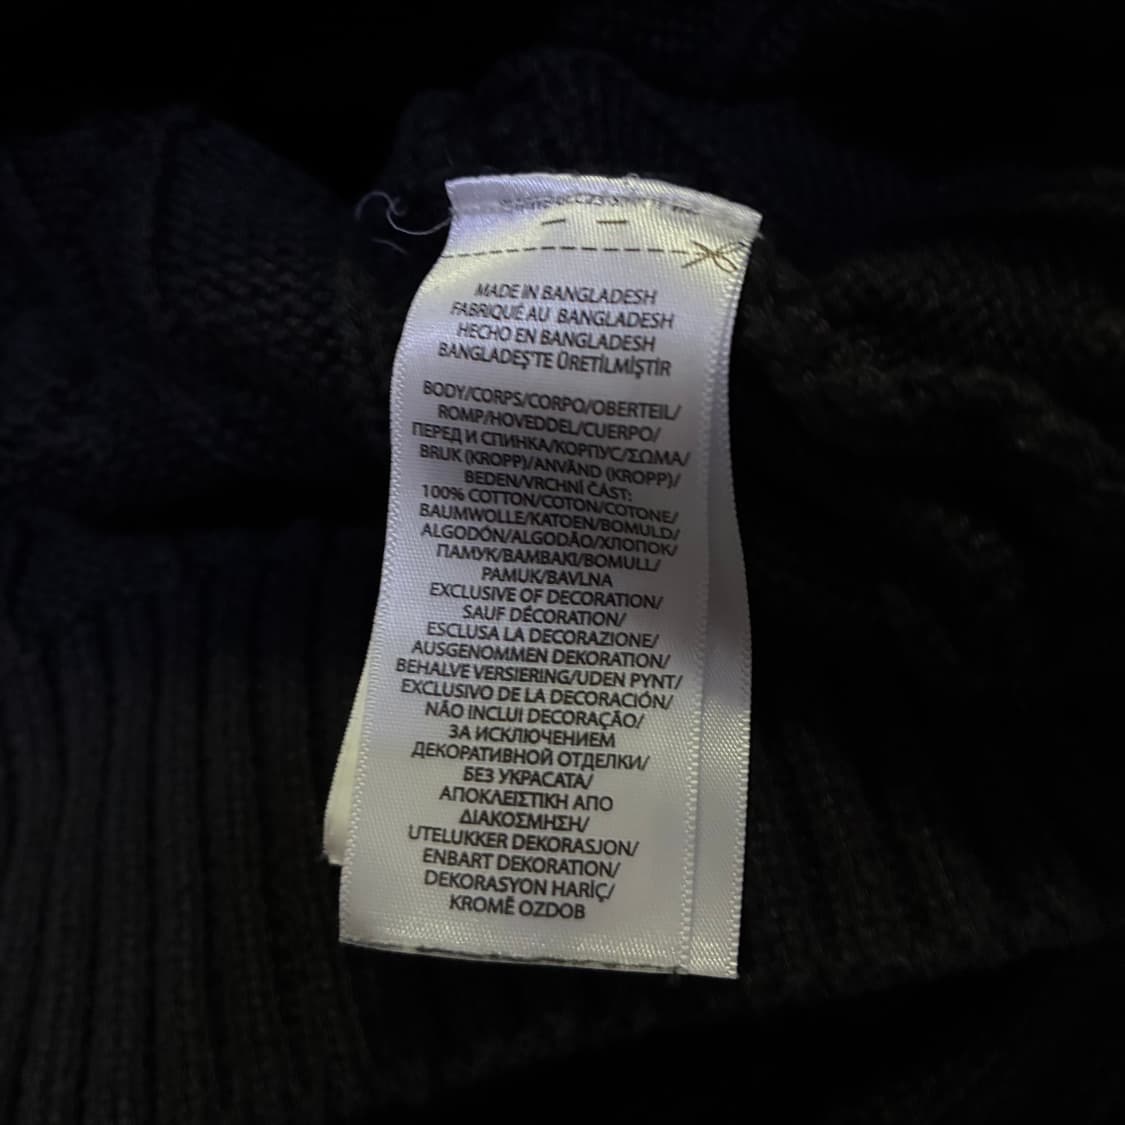 MADE IN BANGLADESH
FABRIQUÉ AU BANGLADESH
HECHO EN BANGLADESH
BANGLADEŞ'TE ÜRETİLMİŞTİR
BODY/CORPS/CORPO/OBERTEIL/
ROMP/HOVEDDEL/CUERPO/
ПЕРЕД И СПИНКА/КОРПУС/ΣΩΜΑ/
BRUK (KROPP)/ANVÄND (KROPP)/
BEDEN/VRCHNÍ ČÁST:
100% COTTON/COTON/COTONE/
BAUMWOLLE/KATOEN/BOMULD/
ALGODÓN/ALGODÃO/ХЛОПОК/
ПАМУК/ΒΑΜΒΑΚΙ/BOMULL/
PAMUK/BAVLNA
EXCLUSIVE OF DECORATION/
SAUF DÉCORATION/
ESCLUSA LA DECORAZIONE/
AUSGENOMMEN DEKORATION/
BEHALVE VERSIERING/UDEN PYNT/
EXCLUSIVO DE LA DECORACIÓN/
NÃO INCLUI DECORAÇÃO/
ЗА ИСКЛЮЧЕНИЕМ
ДЕКОРАТИВНОЙ ОТДЕЛКИ/
БЕЗ УКРАСАТА/
ΑΠΟΚΛΕΙΣΤΙΚΗ ΑΠΟ
ΔΙΑΚΟΣΜΗΣΗ/
UTELUKKER DEKORASJON/
ENBART DEKORATION/
DEKORASYON HARİÇ/
KROMĚ OZDOB